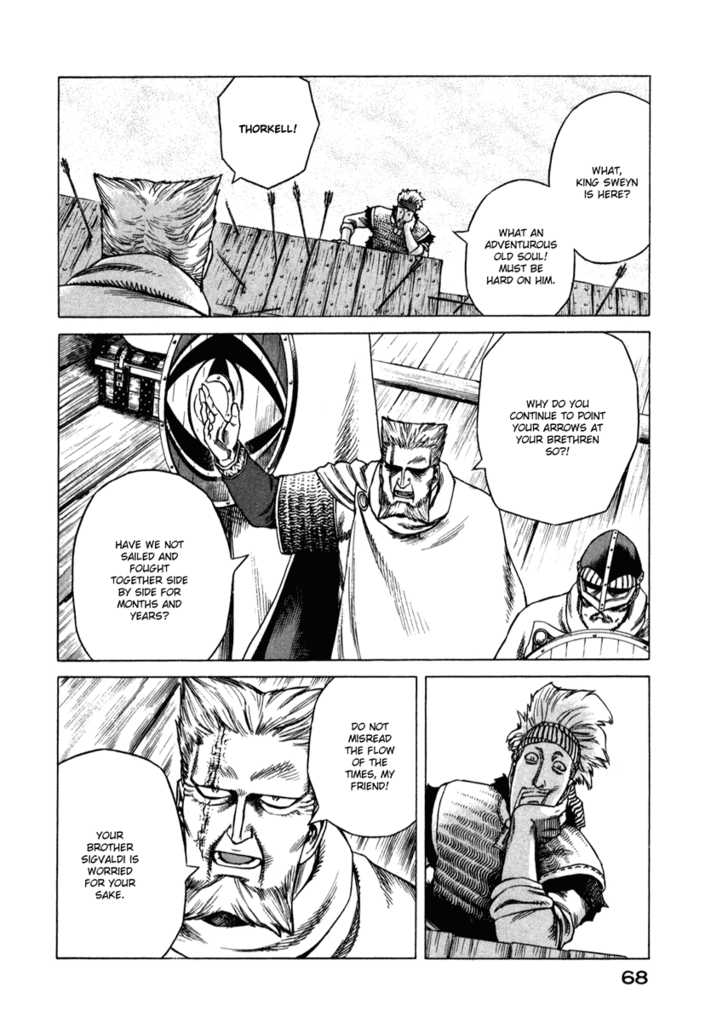 THORKELL!
WHAT,
KING SWEYN
IS HERE?
WHAT AN
ADVENTUROUS
OLD SOUL!
MUST BE
HARD ON HIM.
WHY DO YOU
CONTINUE TO POINT
YOUR ARROWS AT
YOUR BRETHREN
SO?!
HAVE WE NOT
SAILED AND
FOUGHT
TOGETHER SIDE
BY SIDE FOR
MONTHS AND
YEARS?
DO NOT
MISREAD
THE FLOW
OF THE
TIMES, MY
FRIEND!
YOUR
BROTHER
SIGVALDI IS
WORRIED
FOR YOUR
SAKE.
68